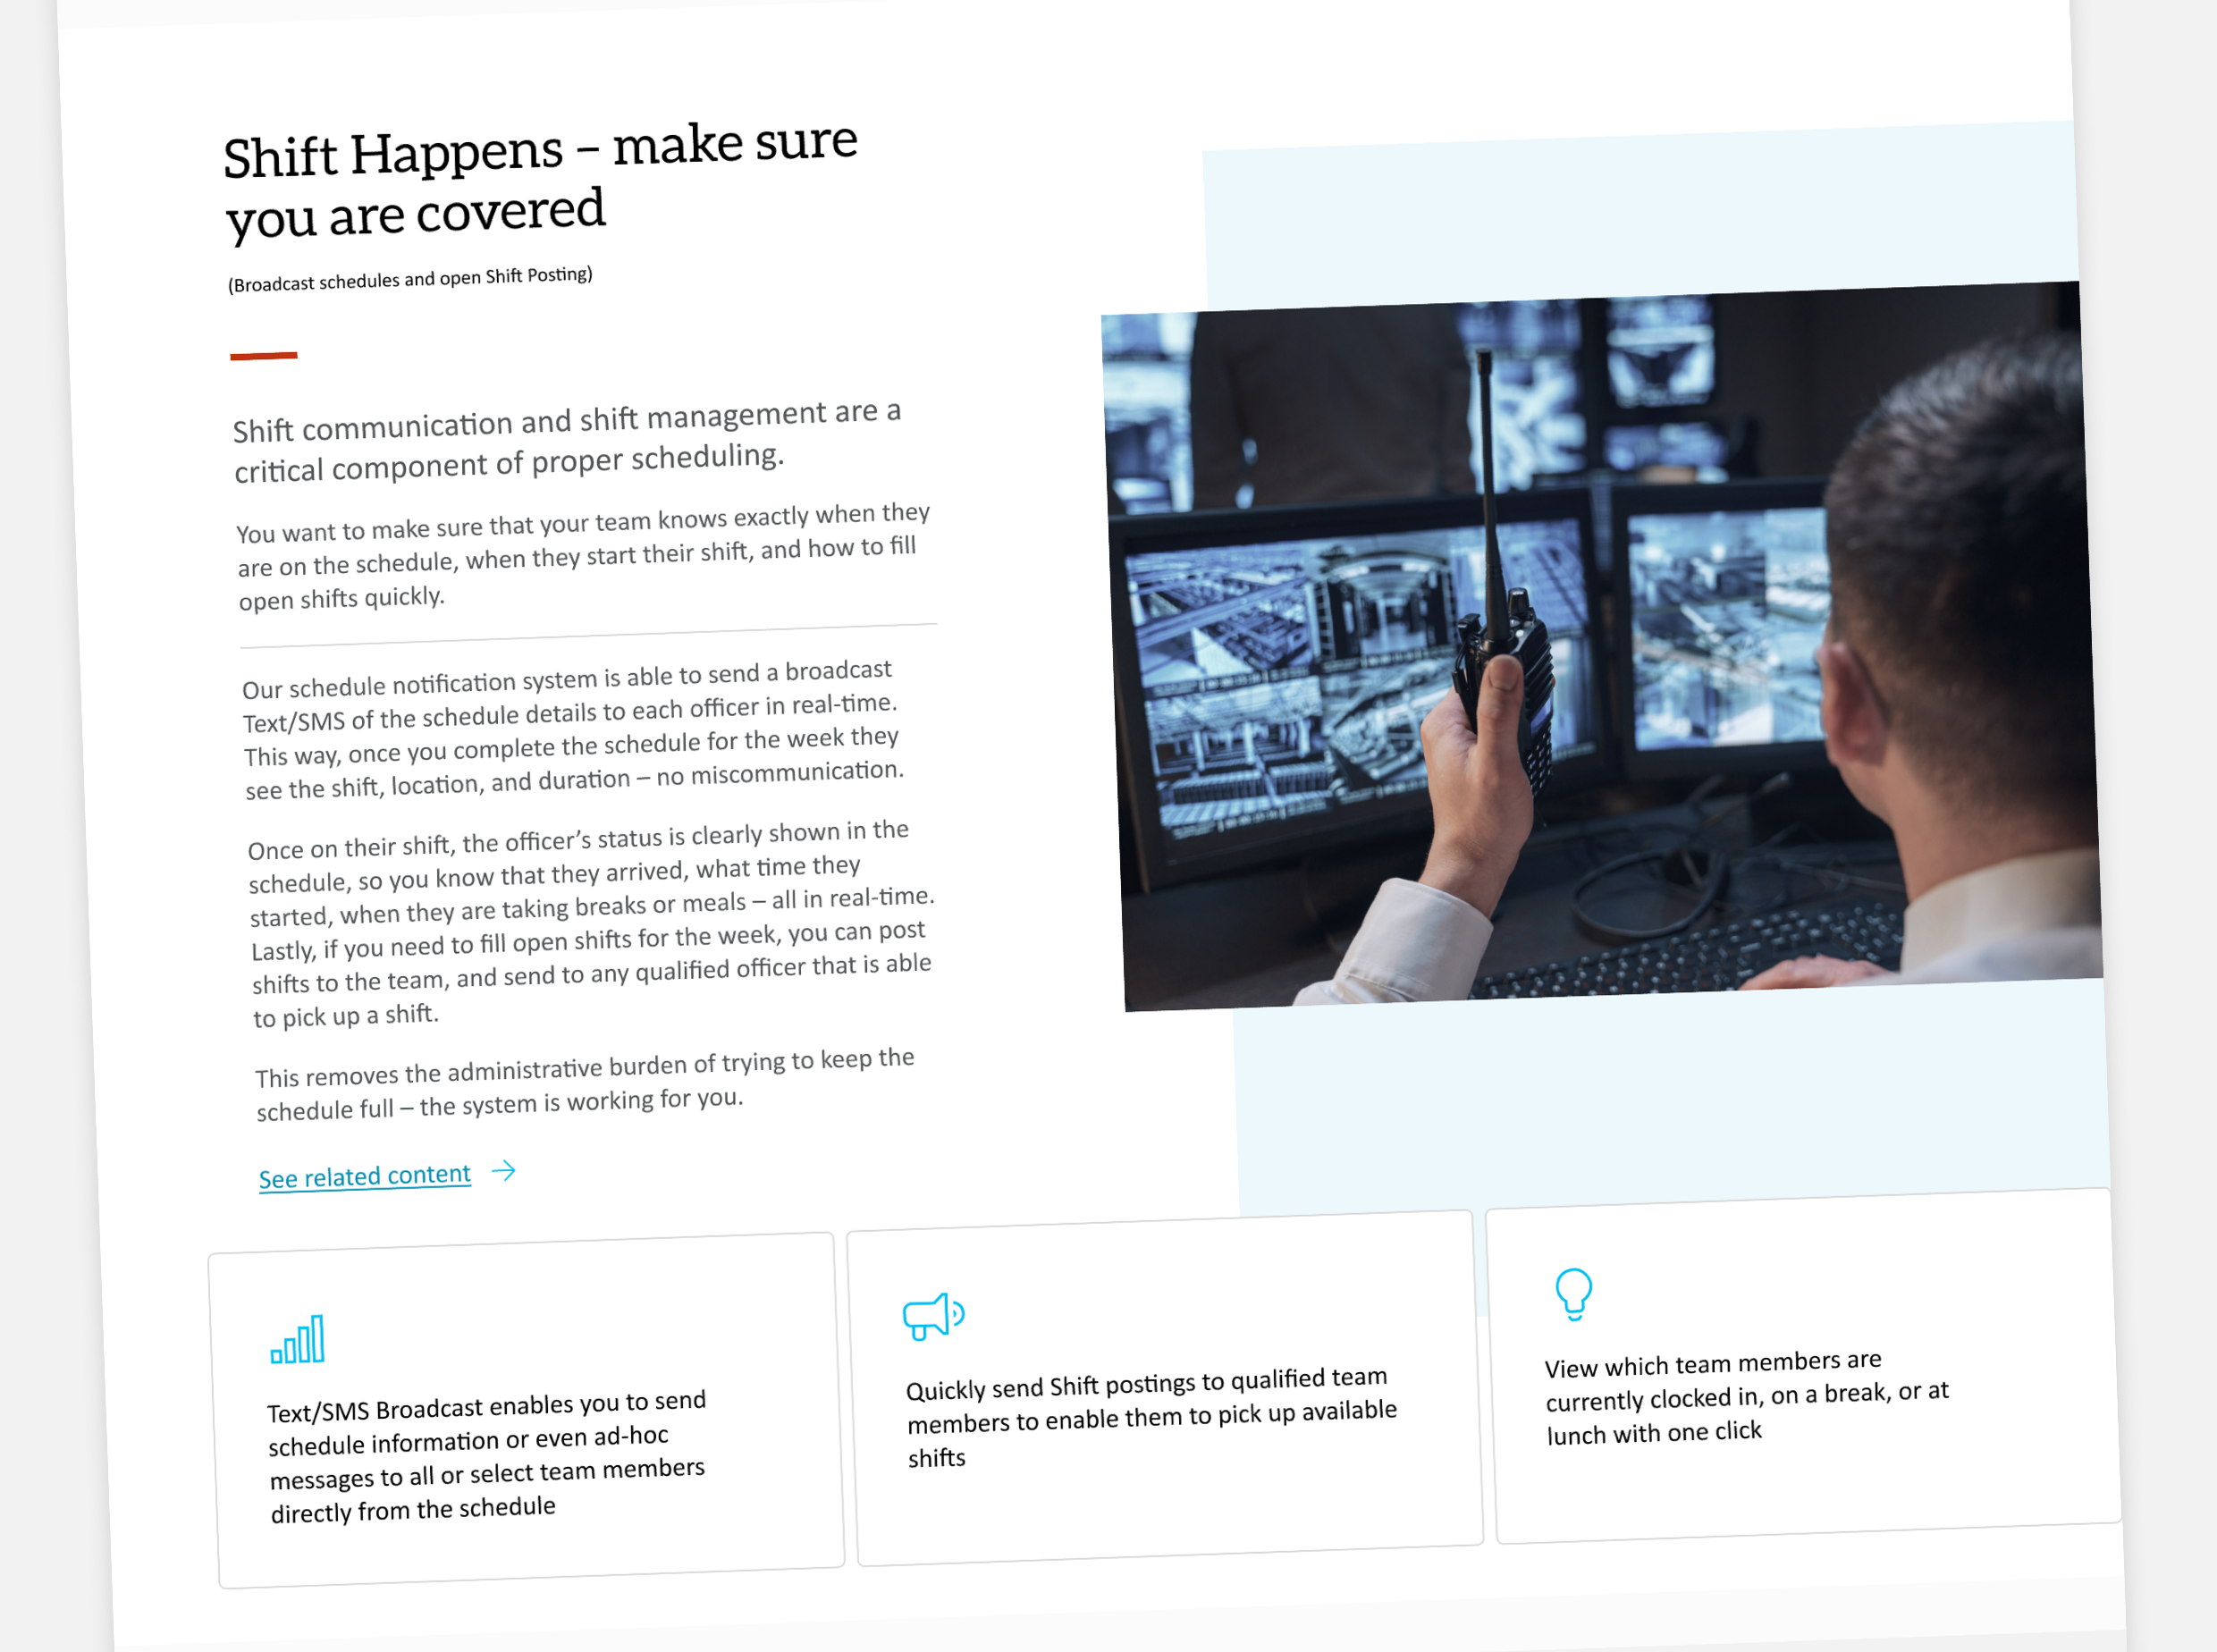 Shift Happens – make sure
you are covered
(Broadcast schedules and open Shift Posting)
Shift communication and shift management are a
critical component of proper scheduling.
You want to make sure that your team knows exactly when they
are on the schedule, when they start their shift, and how to fill
open shifts quickly.
Our schedule notification system is able to send a broadcast
Text/SMS of the schedule details to each officer in real-time.
This way, once you complete the schedule for the week they
see the shift, location, and duration – no miscommunication.
Once on their shift, the officer’s status is clearly shown in the
schedule, so you know that they arrived, what time they
started, when they are taking breaks or meals – all in real-time.
Lastly, if you need to fill open shifts for the week, you can post
shifts to the team, and send to any qualified officer that is able
to pick up a shift.
This removes the administrative burden of trying to keep the
schedule full – the system is working for you.
See related content
Text/SMS Broadcast enables you to send
schedule information or even ad-hoc
messages to all or select team members
directly from the schedule
Quickly send Shift postings to qualified team
members to enable them to pick up available
shifts
View which team members are
currently clocked in, on a break, or at
lunch with one click